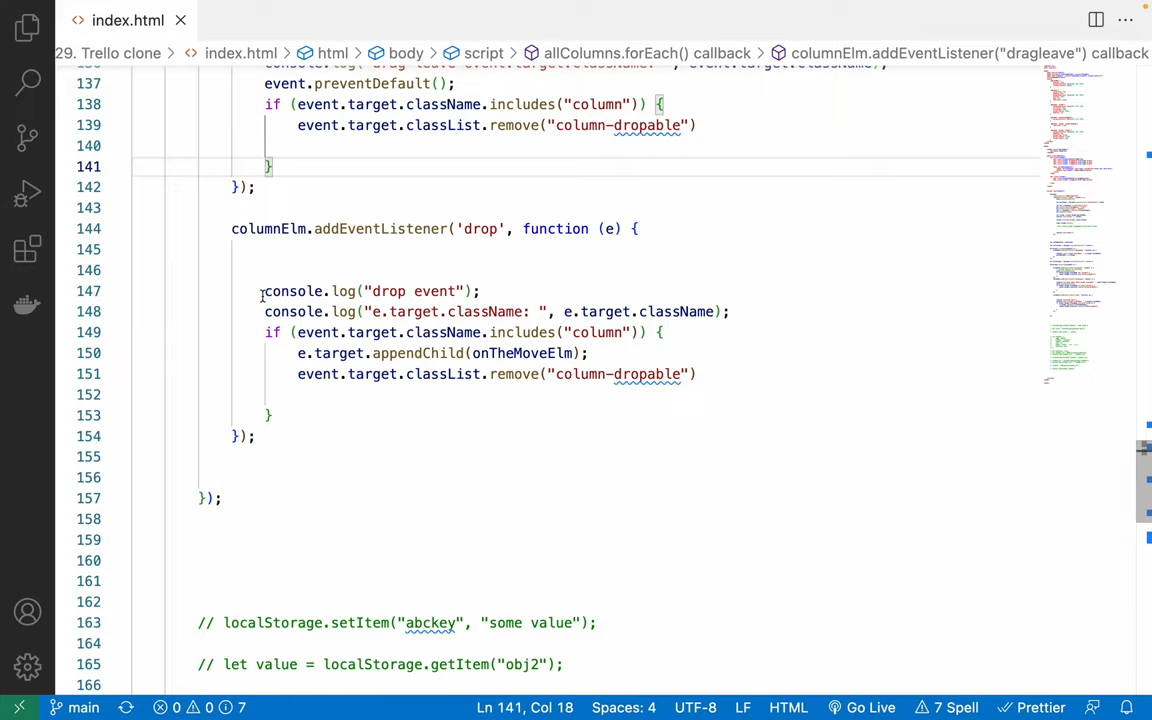 index.html
29. Trello clone index.html html body script allColumns.forEach() callback columnElm.addEventListener("dragleave") callback
137 event.preventDefault();
138 if (event.target.className.includes("column")) {
139 event.target.classList.remove("column-dropable")
140
141 }
142 });
143
144 columnElm.addEventListener('drop', function (e) {
145
146
147 console.log("drop event");
148 console.log("e.target.className: ", e.target.className);
149 if (event.target.className.includes("column")) {
150 e.target.appendChild(onTheMoveElm);
151 event.target.classList.remove("column-dropable")
152
153 }
154 });
155
156
157 });
158
159
160
161
162
163 // localStorage.setItem("abckey", "some value");
164
165 // let value = localStorage.getItem("obj2");
166
main 0 0 7 Ln 141, Col 18 Spaces: 4 UTF-8 LF HTML Go Live 7 Spell Prettier